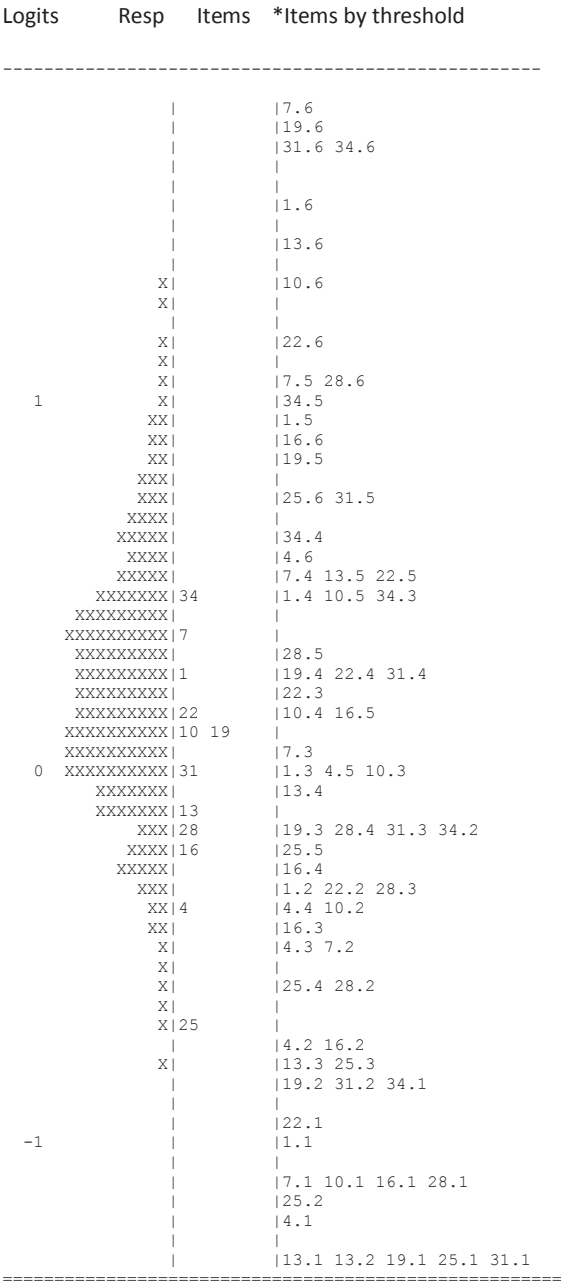 Logits Resp Items *Items by threshold
----------------------------------------------------
| |7.6
| |19.6
| |31.6 34.6
| |
| |
| |1.6
| |
| |13.6
| |
X| |10.6
X| |
| |
X| |22.6
X| |
X| |7.5 28.6
1 X| |34.5
XX| |1.5
XX| |16.6
XX| |19.5
XXX| |
XXX| |25.6 31.5
XXXX| |
XXXXX| |34.4
XXXX| |4.6
XXXXX| |7.4 13.5 22.5
XXXXXXX|34 |1.4 10.5 34.3
XXXXXXXXX| |
XXXXXXXXXX|7 |
XXXXXXXXX| |28.5
XXXXXXXXX|1 |19.4 22.4 31.4
XXXXXXXXX| |22.3
XXXXXXXXX|22 |10.4 16.5
XXXXXXXXXX|10 19 |
XXXXXXXXXX| |7.3
0 XXXXXXXXXX|31 |1.3 4.5 10.3
XXXXXXX| |13.4
XXXXXXX|13 |
XXX|28 |19.3 28.4 31.3 34.2
XXXX|16 |25.5
XXXXX| |16.4
XXX| |1.2 22.2 28.3
XX|4 |4.4 10.2
XX| |16.3
X| |4.3 7.2
X| |
X| |25.4 28.2
X| |
X|25 |
| |4.2 16.2
X| |13.3 25.3
| |19.2 31.2 34.1
| |
| |22.1
-1 | |1.1
| |
| |7.1 10.1 16.1 28.1
| |25.2
| |4.1
| |
| |13.1 13.2 19.1 25.1 31.1
======================================================